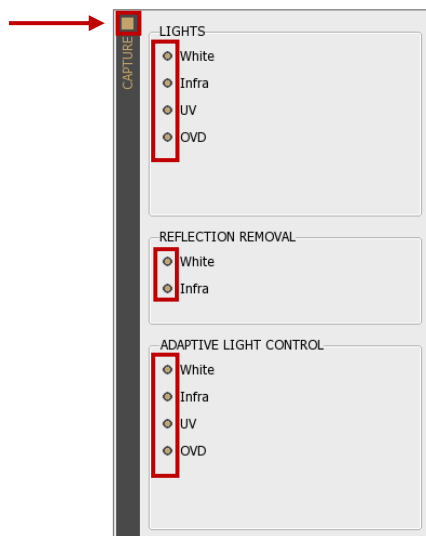 CAPTURE
LIGHTS
White
Infra
UV
OVD
REFLECTION REMOVAL
White
Infra
ADAPTIVE LIGHT CONTROL
White
Infra
UV
OVD